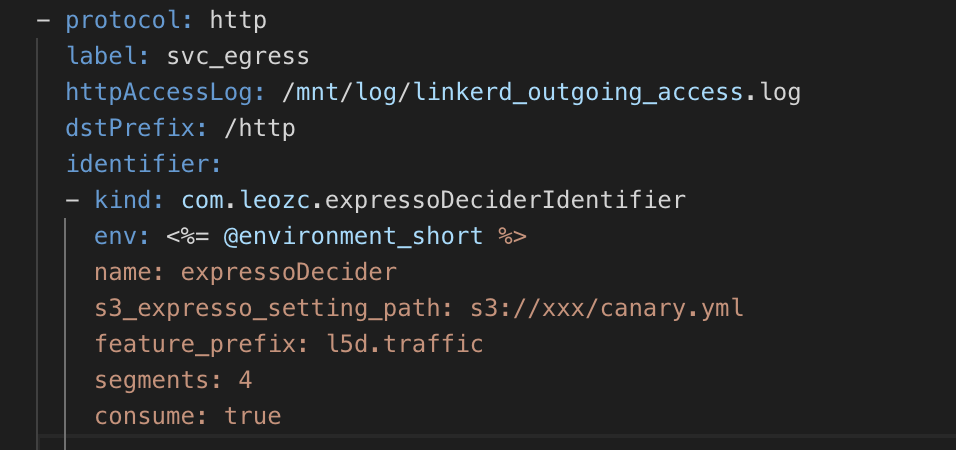 - protocol: http
label: svc_egress
httpAccessLog: /mnt/log/linkerd_outgoing_access.log
dstPrefix: /http
identifier:
- kind: com.leozc.expressoDeciderIdentifier
env: <%= @environment_short %>
name: expressoDecider
s3_expresso_setting_path: s3://xxx/canary.yml
feature_prefix: l5d.traffic
segments: 4
consume: true